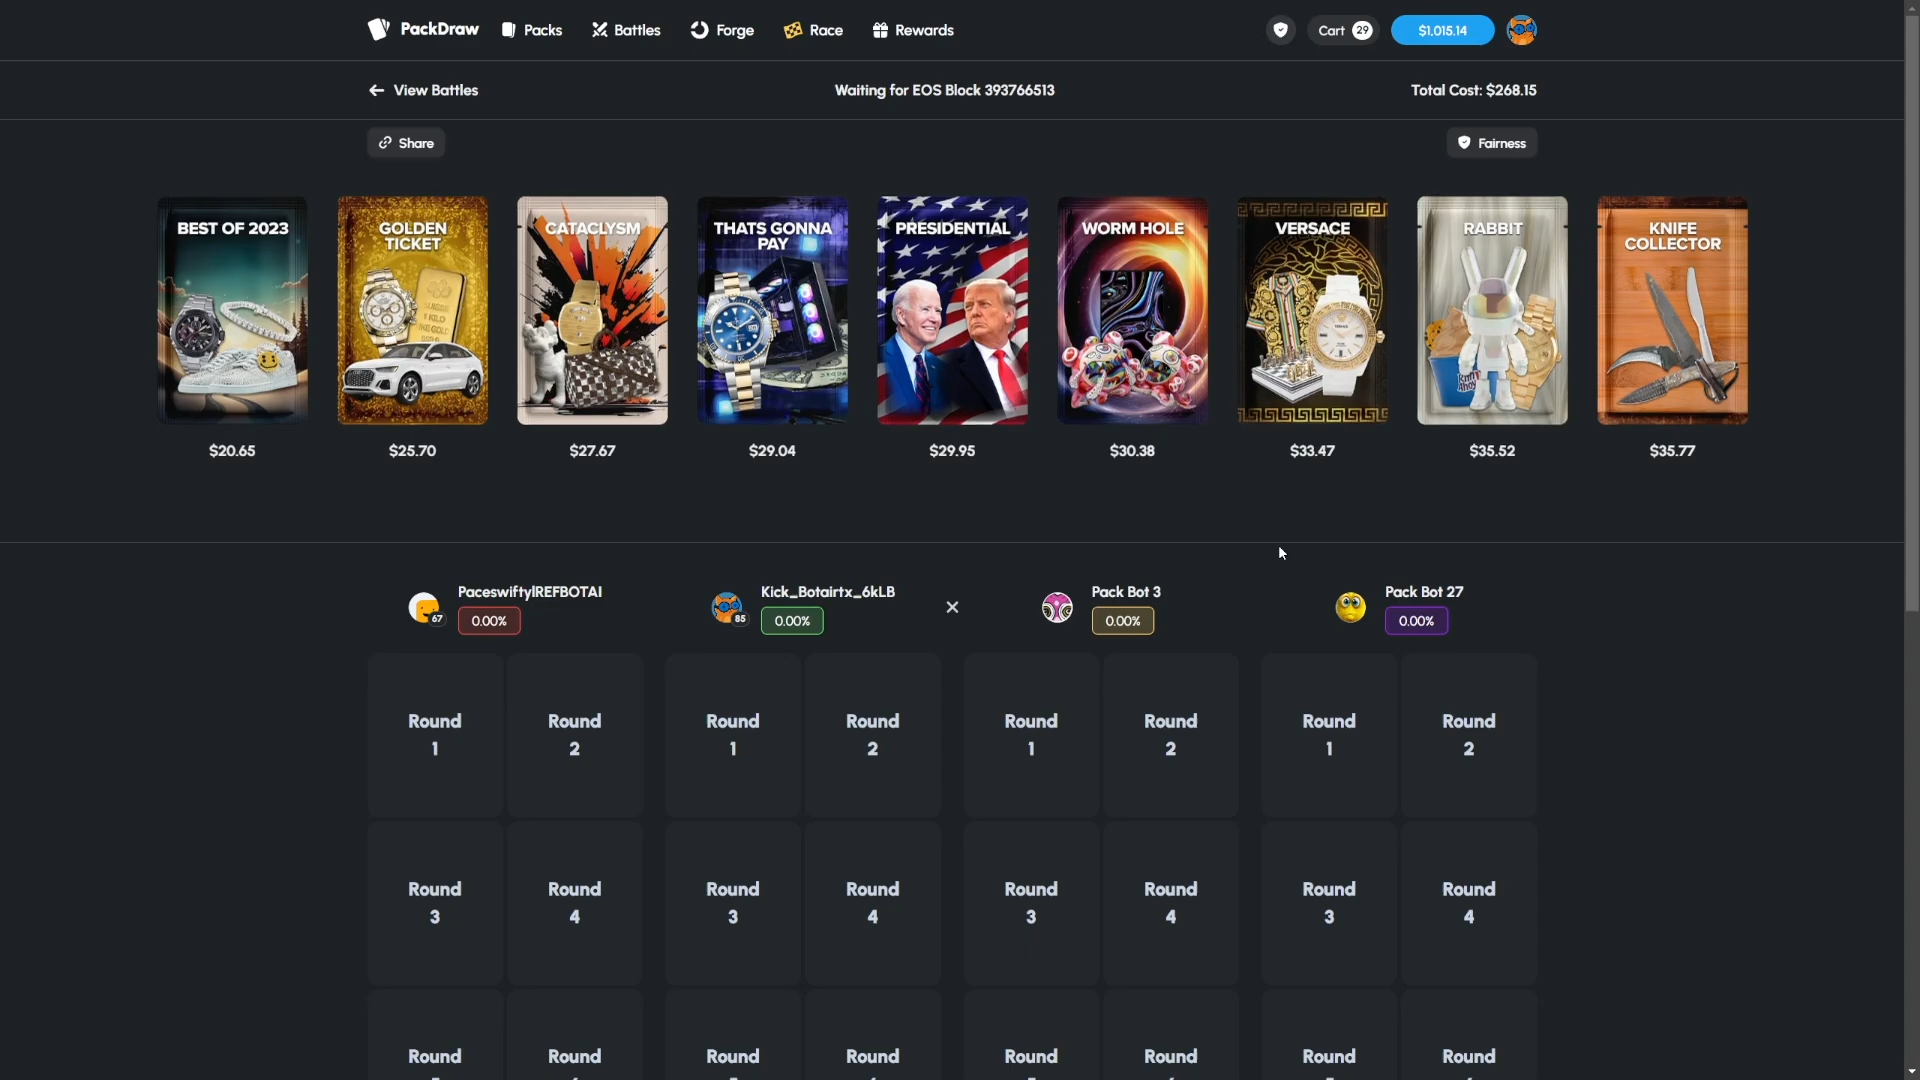 PackDraw
Packs
Battles
Forge
Race
Rewards
Cart 29
$1,015.14
View Battles
Waiting for EOS Block 393766513
Total Cost: $268.15
Share
Fairness
BEST OF 2023
GOLDEN
TICKET
CATACLYSM
THATS GONNA
PAY
PRESIDENTIAL
WORM HOLE
VERSACE
RABBIT
KNIFE
COLLECTOR
$20.65
$25.70
$27.67
$29.04
$29.95
$30.38
$33.47
$35.52
$35.77
PaceswiftylREFBOTAI
67
0.00%
Kick_Botairtx_6kLB
85
0.00%
Pack Bot 3
0.00%
Pack Bot 27
0.00%
Round
1
Round
2
Round
1
Round
2
Round
1
Round
2
Round
1
Round
2
Round
3
Round
4
Round
3
Round
4
Round
3
Round
4
Round
3
Round
4
Round
Round
Round
Round
Round
Round
Round
Round